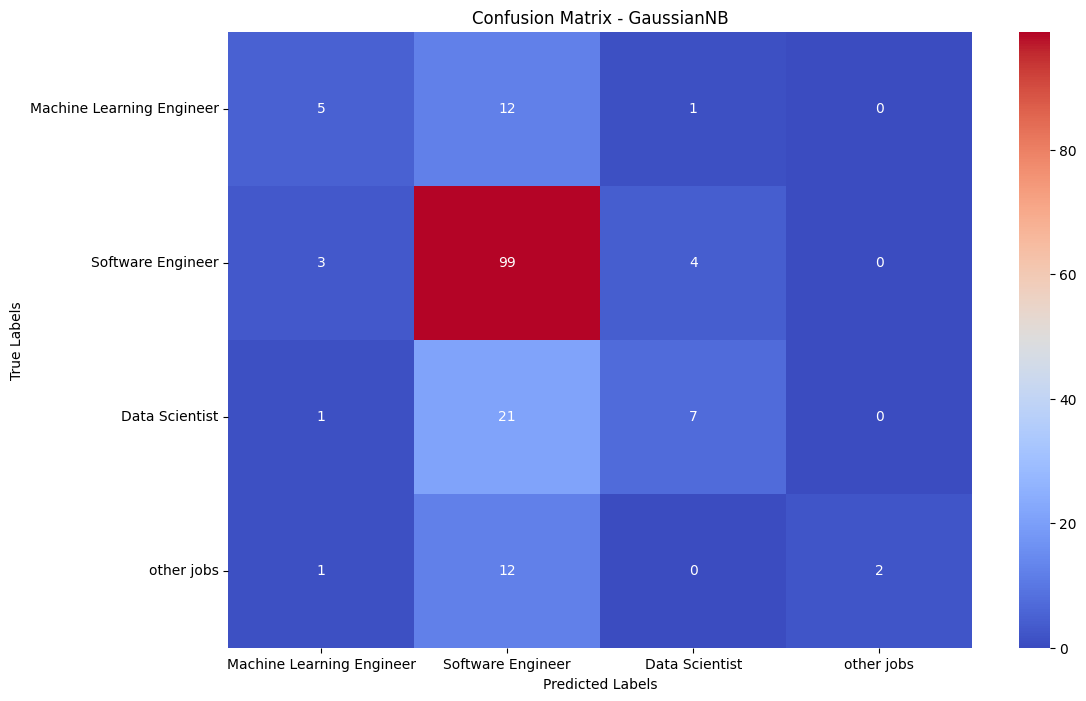 Confusion Matrix - GaussianNB
Machine Learning Engineer
5
12
1
0
Software Engineer
3
99
4
0
Data Scientist
1
21
7
0
other jobs
1
12
0
2
True Labels
Machine Learning Engineer
Software Engineer
Data Scientist
other jobs
Predicted Labels
80
60
40
20
0